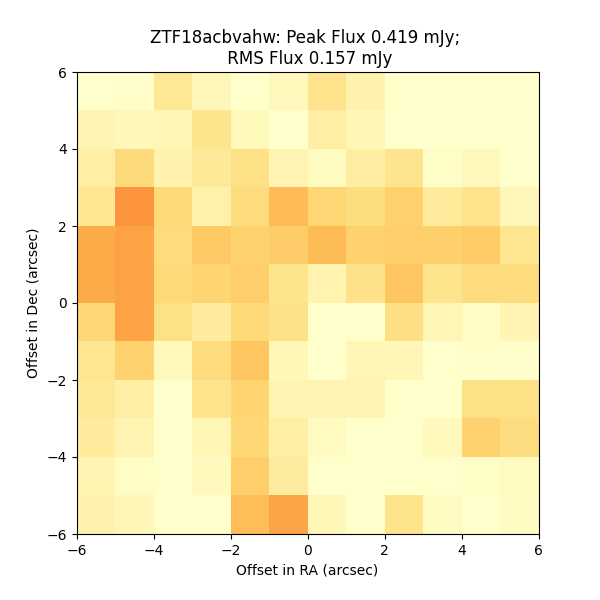 ZTF18acbvahw: Peak Flux 0.419 mJy;
RMS Flux 0.157 mJy
6
4
2
0
−2
−4
−6
Offset in Dec (arcsec)
−6 −4 −2 0 2 4 6
Offset in RA (arcsec)